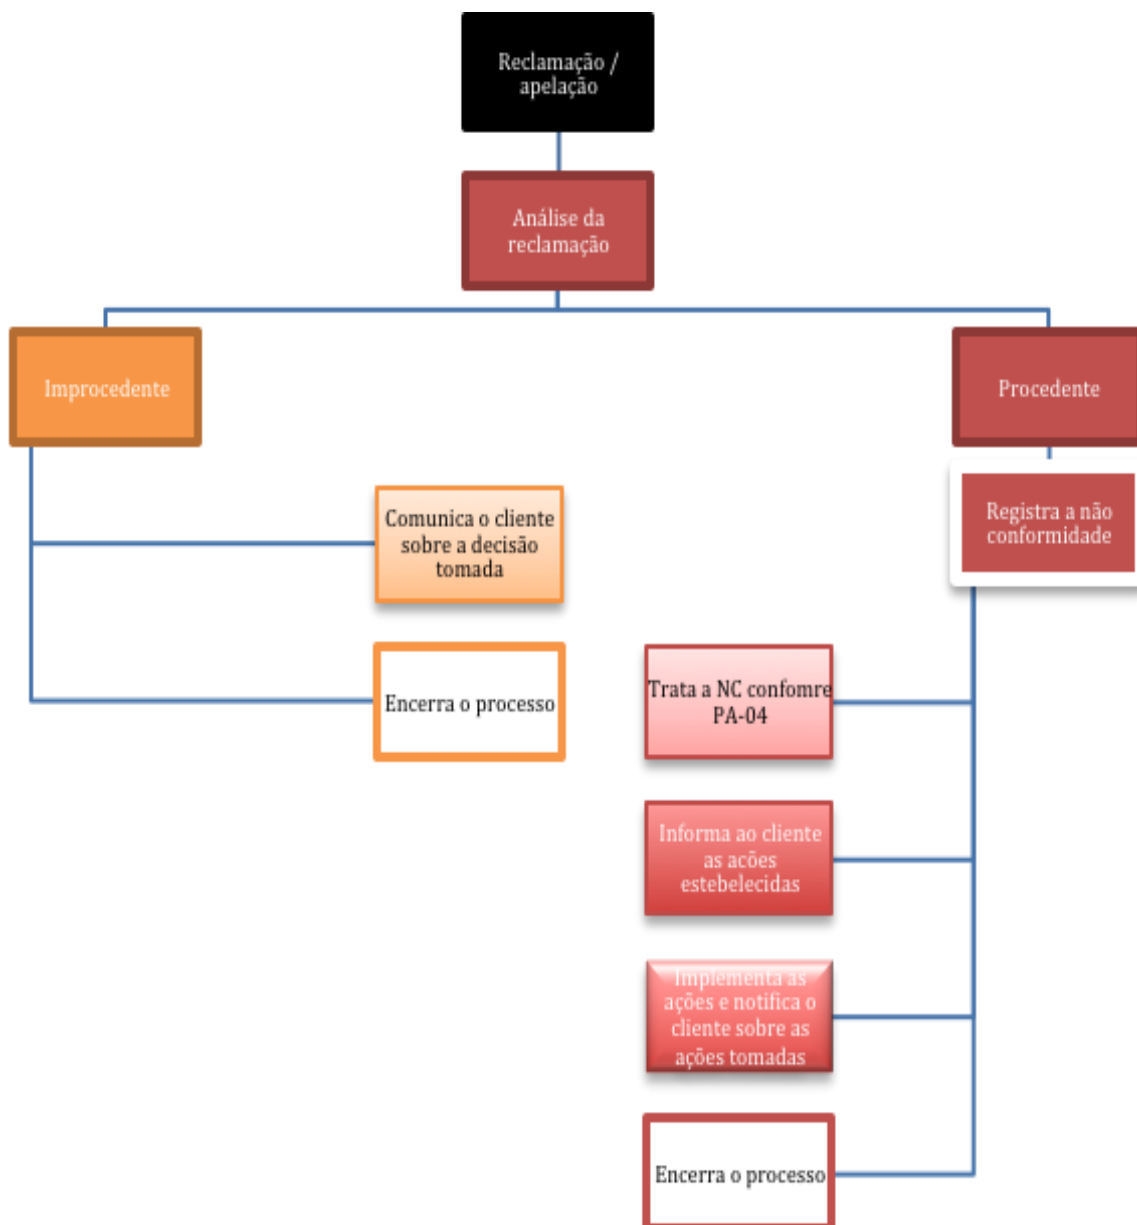 Reclamação /
apelação
Análise da
reclamação
Improcedente
Procedente
Comunica o cliente
sobre a decisão
tomada
Registra a não
conformidade
Encerra o processo
Trata a NC confomre
PA-04
Informa ao cliente
as ações
estebelecidas
Implementa as
ações e notifica o
cliente sobre as
ações tomadas
Encerra o processo